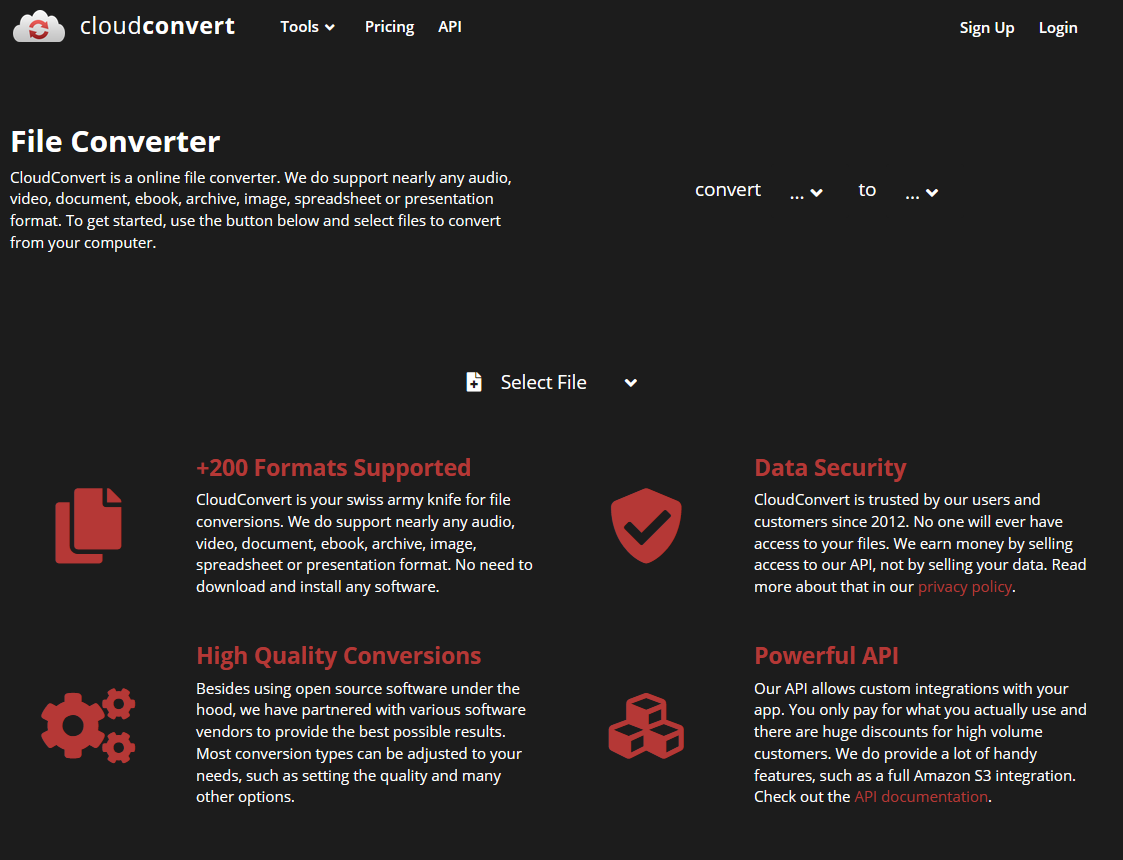 cloudconvert
Tools
Pricing
API
Sign Up
Login
File Converter
CloudConvert is a online file converter. We do support nearly any audio,
video, document, ebook, archive, image, spreadsheet or presentation
format. To get started, use the button below and select files to convert
from your computer.
convert ... to ...
Select File
+200 Formats Supported
CloudConvert is your swiss army knife for file
conversions. We do support nearly any audio,
video, document, ebook, archive, image,
spreadsheet or presentation format. No need to
download and install any software.
Data Security
CloudConvert is trusted by our users and
customers since 2012. No one will ever have
access to your files. We earn money by selling
access to our API, not by selling your data. Read
more about that in our privacy policy.
High Quality Conversions
Besides using open source software under the
hood, we have partnered with various software
vendors to provide the best possible results.
Most conversion types can be adjusted to your
needs, such as setting the quality and many
other options.
Powerful API
Our API allows custom integrations with your
app. You only pay for what you actually use and
there are huge discounts for high volume
customers. We do provide a lot of handy
features, such as a full Amazon S3 integration.
Check out the API documentation.